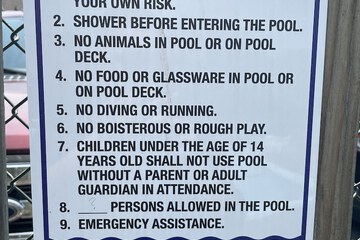 YOUR OWN RISK.
2. SHOWER BEFORE ENTERING THE POOL.
3. NO ANIMALS IN POOL OR ON POOL
DECK.
4. NO FOOD OR GLASSWARE IN POOL OR
ON POOL DECK.
5. NO DIVING OR RUNNING.
6. NO BOISTEROUS OR ROUGH PLAY.
7. CHILDREN UNDER THE AGE OF 14
YEARS OLD SHALL NOT USE POOL
WITHOUT A PARENT OR ADULT
GUARDIAN IN ATTENDANCE.
8. ____ PERSONS ALLOWED IN THE POOL.
9. EMERGENCY ASSISTANCE.